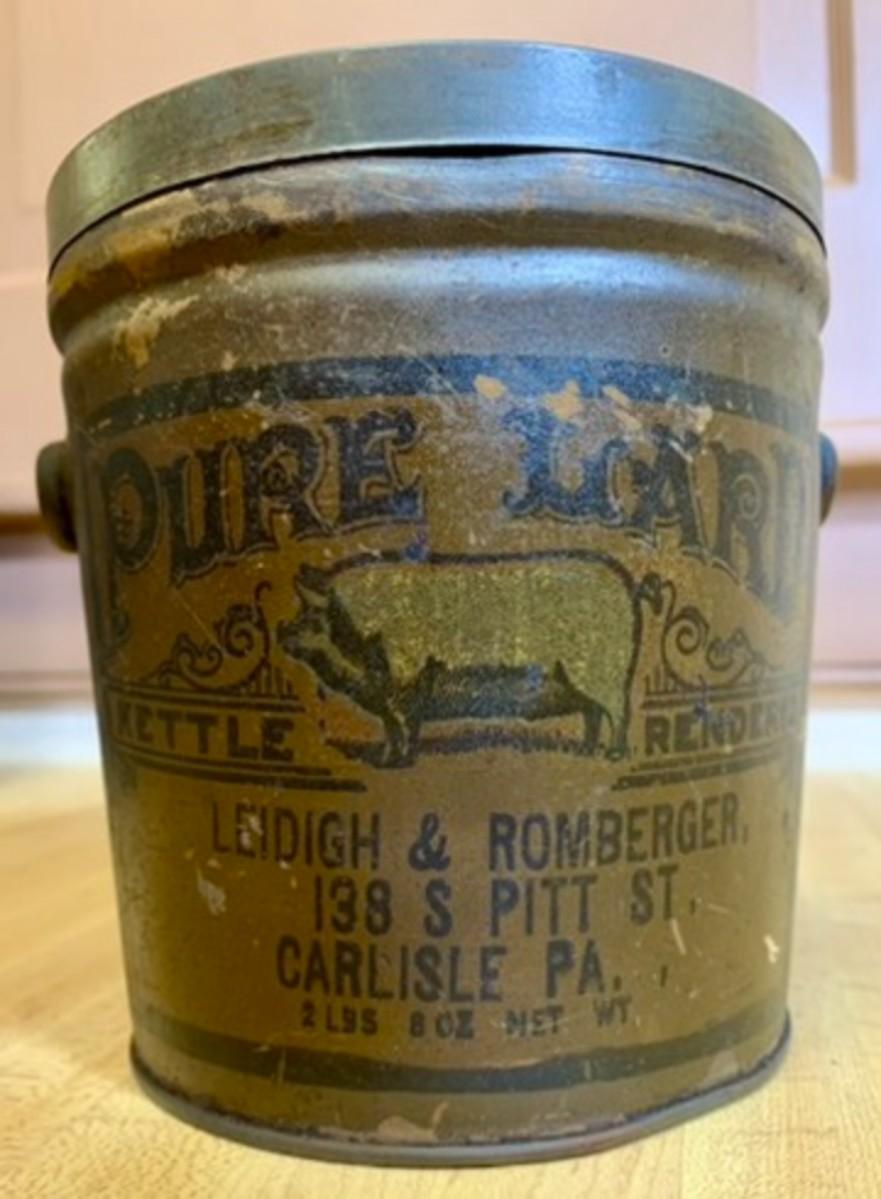 PURE LARD
KETTLE RENDERED
LEIDIGH & ROMBERGER,
138 S PITT ST.
CARLISLE PA.
2 LBS 8 OZ NET WT